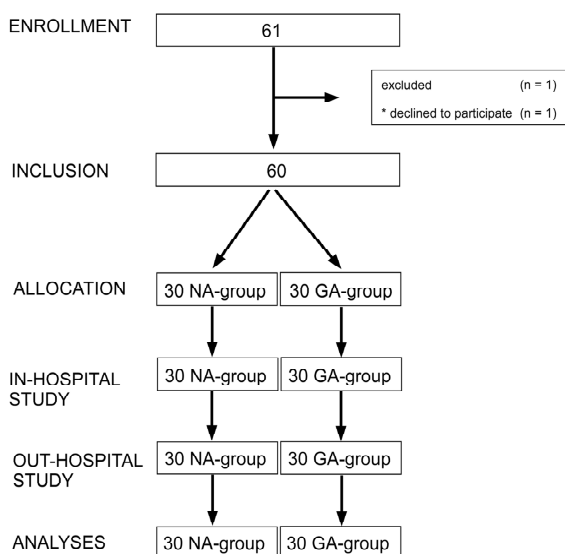 ENROLLMENT
61
excluded (n = 1)
* declined to participate (n = 1)
INCLUSION
60
ALLOCATION
30 NA-group
30 GA-group
IN-HOSPITAL
STUDY
30 NA-group
30 GA-group
OUT-HOSPITAL
STUDY
30 NA-group
30 GA-group
ANALYSES
30 NA-group
30 GA-group